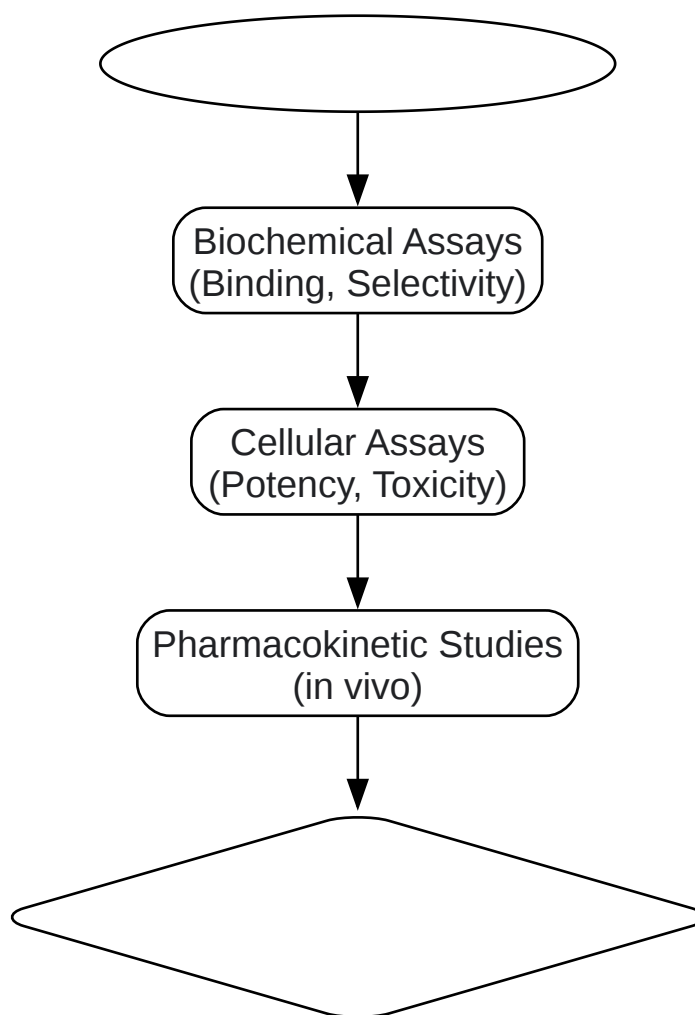 Biochemical Assays
(Binding, Selectivity)
Cellular Assays
(Potency, Toxicity)
Pharmacokinetic Studies
(in vivo)